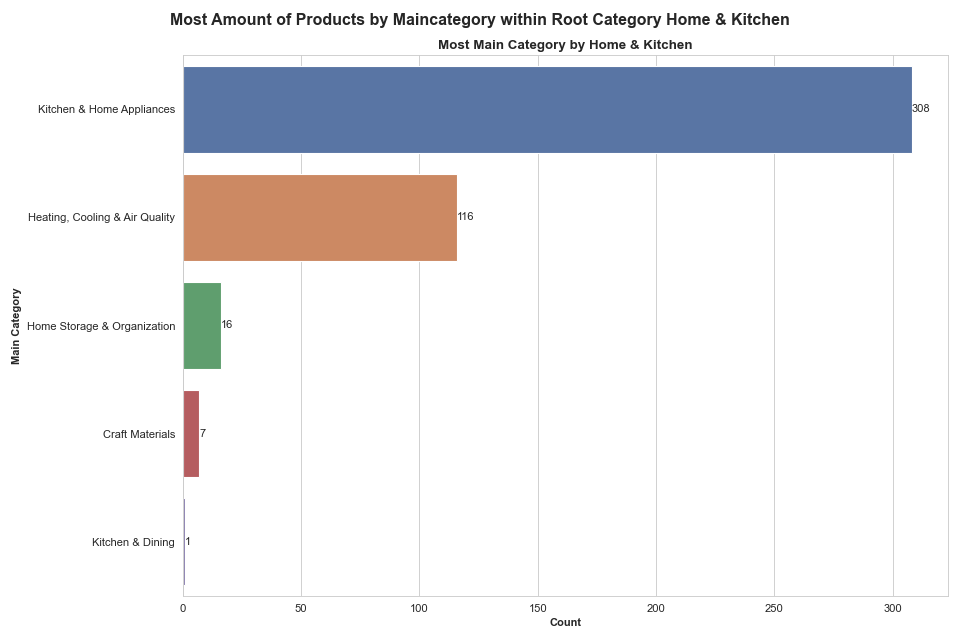 Most Amount of Products by Maincategory within Root Category Home & Kitchen
Most Main Category by Home & Kitchen
Main Category
Kitchen & Home Appliances
308
Heating, Cooling & Air Quality
116
Home Storage & Organization
16
Craft Materials
7
Kitchen & Dining
1
0 50 100 150 200 250 300
Count